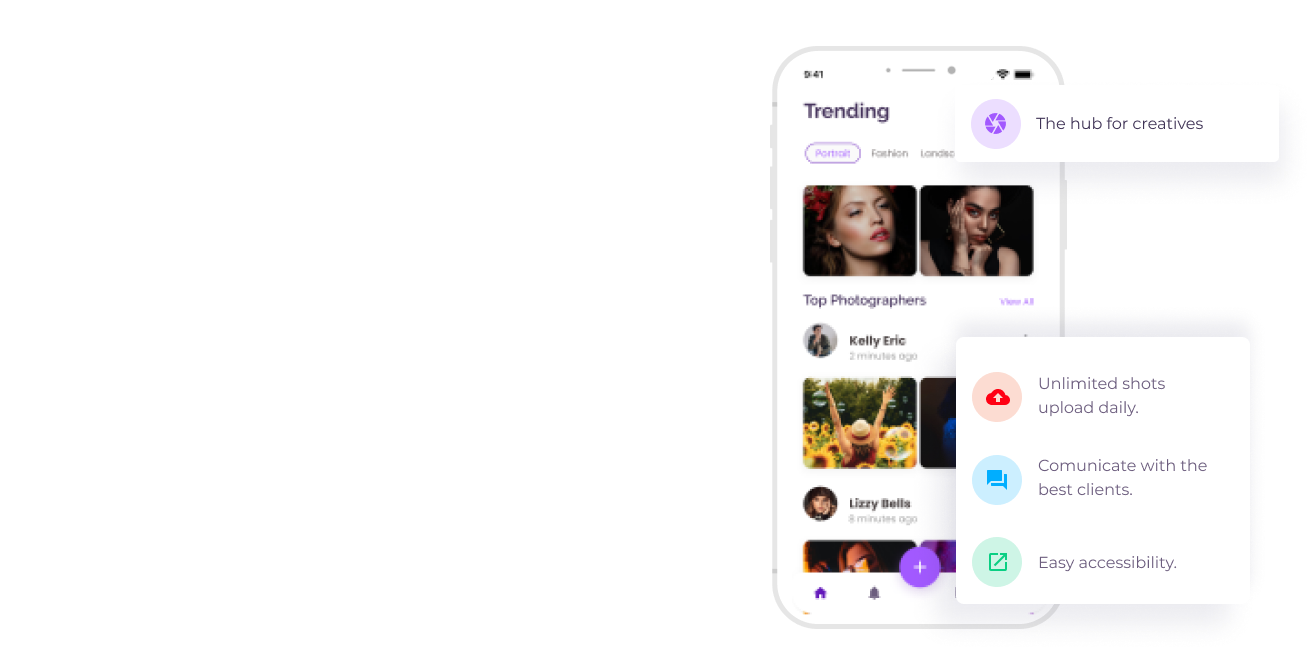 9:41
Trending
The hub for creatives
Portrait Fashion Landsc
Top Photographers View All
Kelly Eric
2 minutes ago
Unlimited shots
upload daily.
Comunicate with the
best clients.
Lizzy Bells
8 minutes ago
Easy accessibility.